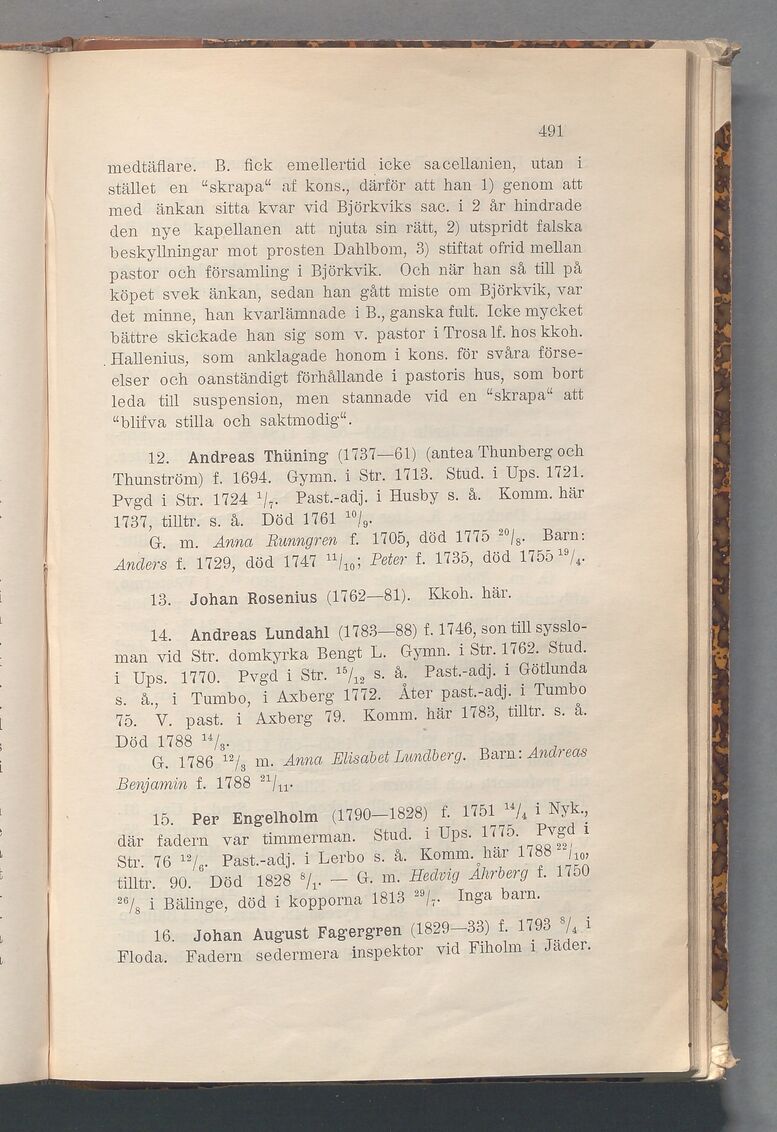 491
medtäflare. B. fick emellertid icke sacellanien, utan i
stället en “skrapa“ af kons., därför att han 1) genom att
med änkan sitta kvar vid Björkviks sac. i 2 år hindrade
den nye kapellanen att njuta sin rätt, 2) utspridt falska
beskyllningar mot prosten Dahlbom, 3) stiftat ofrid mellan
pastor och församling i Björkvik. Och när han så till på
köpet svek änkan, sedan han gått miste om Björkvik, var
det minne, han kvarlämnade i B., ganska fult. Icke mycket
bättre skickade han sig som v. pastor i Trosa lf. hos kkoh.
Hallenius, som anklagade honom i kons. för svåra förse-
elser och oanständigt förhållande i pastoris hus, som bort
leda till suspension, men stannade vid en “skrapa“ att
“blifva stilla och saktmodig“.
12. Andreas Thüning (1737—61) (antea Thunberg och
Thunström) f. 1694. Gymn. i Str. 1713. Stud. i Ups. 1721.
Pvgd i Str. 1724 1/7. Past.-adj. i Husby s. å. Komm. här
1737, tilltr. s. å. Död 1761 10/9.
G. m. Anna Runngren f. 1705, död 1775 20/8. Barn:
Anders f. 1729, död 1747 11/10; Peter f. 1735, död 1755 19/4.
13. Johan Rosenius (1762—81). Kkoh. här.
14. Andreas Lundahl (1783—88) f. 1746, son till sysslo-
man vid Str. domkyrka Bengt L. Gymn. i Str. 1762. Stud.
i Ups. 1770. Pvgd i Str. 15/12 s. å. Past.-adj. i Götlunda
s. å., i Tumbo, i Axberg 1772. Åter past.-adj. i Tumbo
75. V. past. i Axberg 79. Komm. här 1783, tilltr. s. å.
Död 1788 14/3.
G. 1786 12/3 m. Anna Elisabet Lundberg. Barn: Andreas
Benjamin f. 1788 21/11.
15. Per Engelholm (1790—1828) f. 1751 14/4 i Nyk.,
där fadern var timmerman. Stud. i Ups. 1775. Pvgd i
Str. 76 12/6. Past.-adj. i Lerbo s. å. Komm. här 1788 22/10,
tilltr. 90. Död 1828 8/1. — G. m. Hedvig Åhrberg f. 1750
26/8 i Bälinge, död i kopporna 1813 29/7. Inga barn.
16. Johan August Fagergren (1829—33) f. 1793 8/4 i
Floda. Fadern sedermera inspektor vid Fiholm i Jäder.